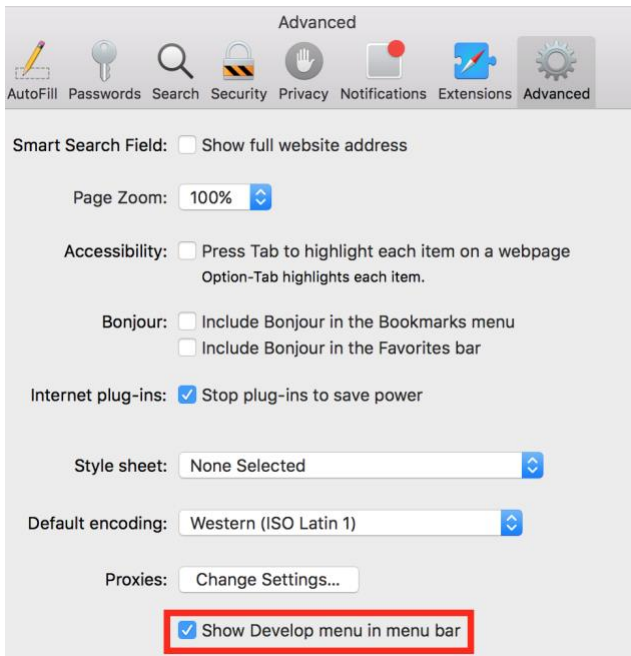 Advanced
AutoFill Passwords Search Security Privacy Notifications Extensions Advanced
Smart Search Field: Show full website address
Page Zoom: 100%
Accessibility: Press Tab to highlight each item on a webpage
Option-Tab highlights each item.
Bonjour: Include Bonjour in the Bookmarks menu
Include Bonjour in the Favorites bar
Internet plug-ins: Stop plug-ins to save power
Style sheet: None Selected
Default encoding: Western (ISO Latin 1)
Proxies: Change Settings...
Show Develop menu in menu bar